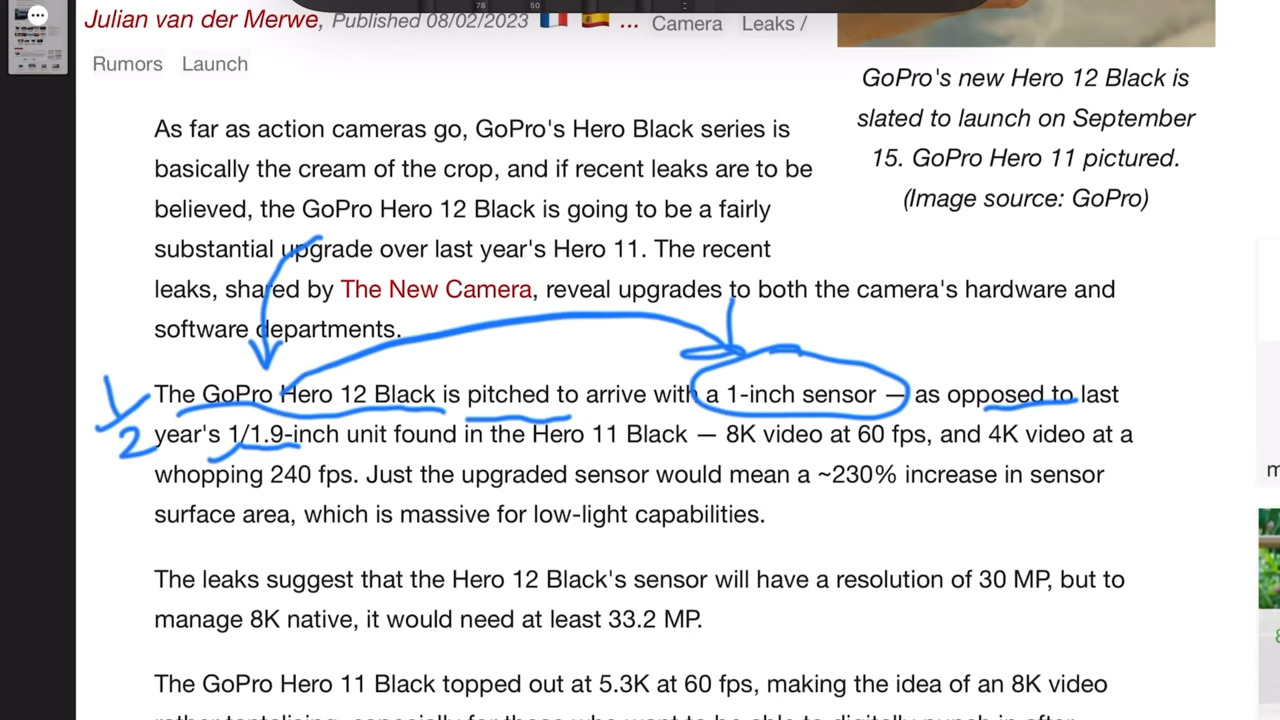 78 50
Julian van der Merwe, Published 08/02/2023 🇫🇷 🇪🇸 ... Camera Leaks /
Rumors Launch
GoPro's new Hero 12 Black is
slated to launch on September
15. GoPro Hero 11 pictured.
(Image source: GoPro)
As far as action cameras go, GoPro's Hero Black series is
basically the cream of the crop, and if recent leaks are to be
believed, the GoPro Hero 12 Black is going to be a fairly
substantial upgrade over last year's Hero 11. The recent
leaks, shared by The New Camera, reveal upgrades to both the camera's hardware and
software departments.
1/2
The GoPro Hero 12 Black is pitched to arrive with a 1-inch sensor — as opposed to last
year's 1/1.9-inch unit found in the Hero 11 Black — 8K video at 60 fps, and 4K video at a
whopping 240 fps. Just the upgraded sensor would mean a ~230% increase in sensor
surface area, which is massive for low-light capabilities.
The leaks suggest that the Hero 12 Black's sensor will have a resolution of 30 MP, but to
manage 8K native, it would need at least 33.2 MP.
The GoPro Hero 11 Black topped out at 5.3K at 60 fps, making the idea of an 8K video
m